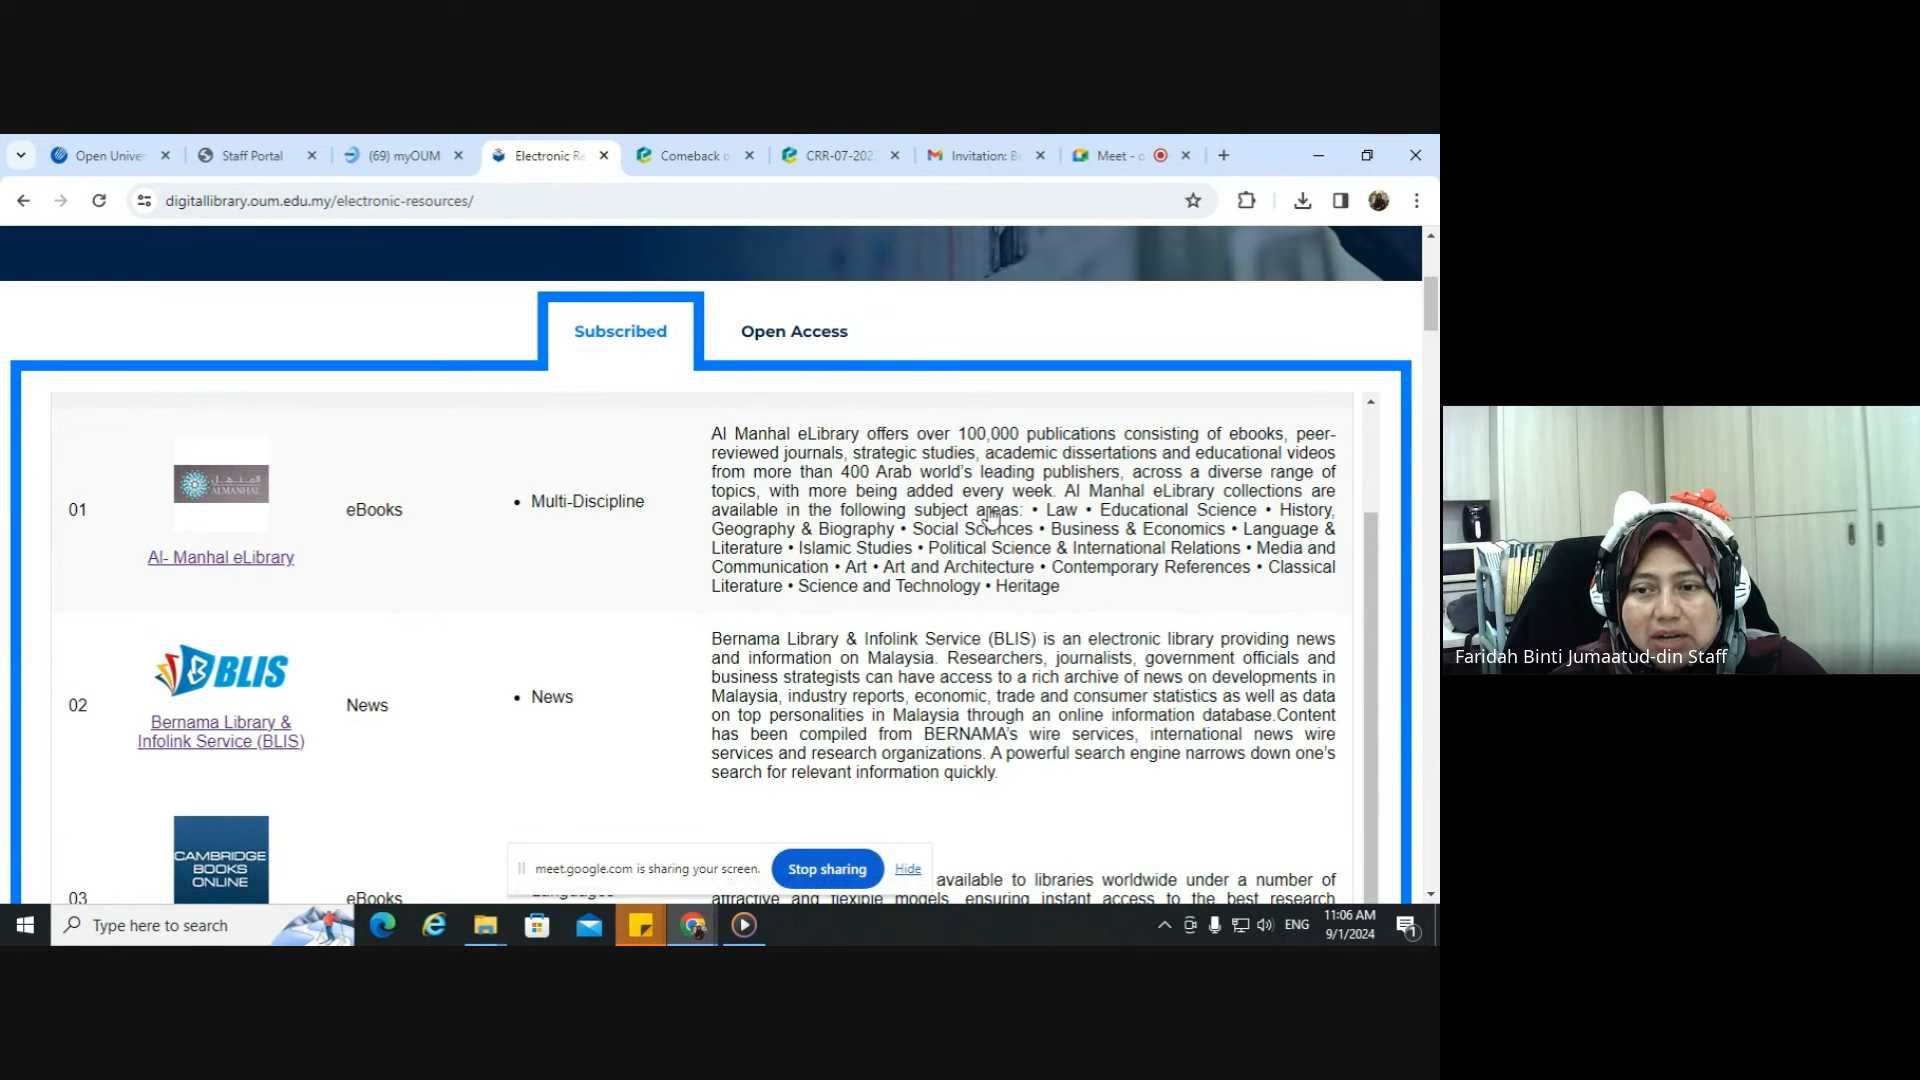 Open Univer
Staff Portal
(69) myOUM
Electronic Re
Comeback o
CRR-07-202
Invitation: B
Meet - o
digitallibrary.oum.edu.my/electronic-resources/
Subscribed
Open Access
01
المنهل
ALMANHAL
Al- Manhal eLibrary
eBooks
• Multi-Discipline
Al Manhal eLibrary offers over 100,000 publications consisting of ebooks, peer-
reviewed journals, strategic studies, academic dissertations and educational videos
from more than 400 Arab world's leading publishers, across a diverse range of
topics, with more being added every week. Al Manhal eLibrary collections are
available in the following subject areas: • Law • Educational Science • History,
Geography & Biography • Social Sciences • Business & Economics • Language &
Literature • Islamic Studies • Political Science & International Relations • Media and
Communication • Art • Art and Architecture • Contemporary References • Classical
Literature • Science and Technology • Heritage
02
BLIS
Bernama Library &
Infolink Service (BLIS)
News
• News
Bernama Library & Infolink Service (BLIS) is an electronic library providing news
and information on Malaysia. Researchers, journalists, government officials and
business strategists can have access to a rich archive of news on developments in
Malaysia, industry reports, economic, trade and consumer statistics as well as data
on top personalities in Malaysia through an online information database.Content
has been compiled from BERNAMA's wire services, international news wire
services and research organizations. A powerful search engine narrows down one's
search for relevant information quickly.
03
CAMBRIDGE
BOOKS
ONLINE
eBooks
Languages
available to libraries worldwide under a number of
attractive and flexible models, ensuring instant access to the best research
meet.google.com is sharing your screen.
Stop sharing
Hide
Type here to search
ENG
11:06 AM
9/1/2024
1
Faridah Binti Jumaatud-din Staff